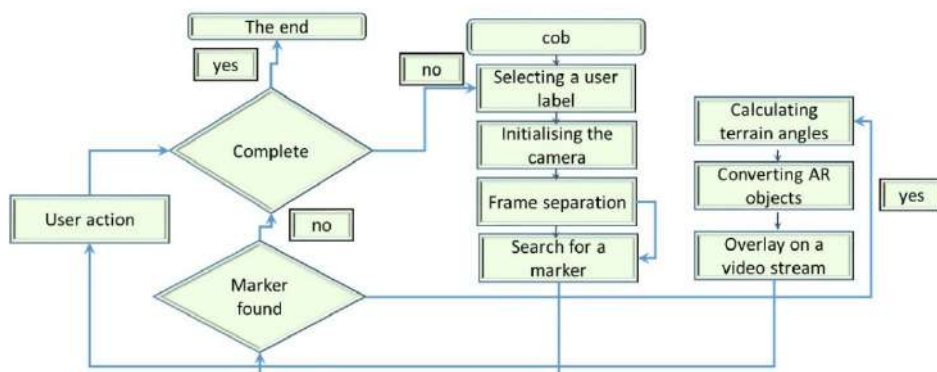 The end
yes
no
cob
Selecting a user
label
Calculating
terrain angles
Complete
Initialising the
camera
Converting AR
objects
yes
User action
no
Frame separation
Search for a
marker
Overlay on a
video stream
Marker
found